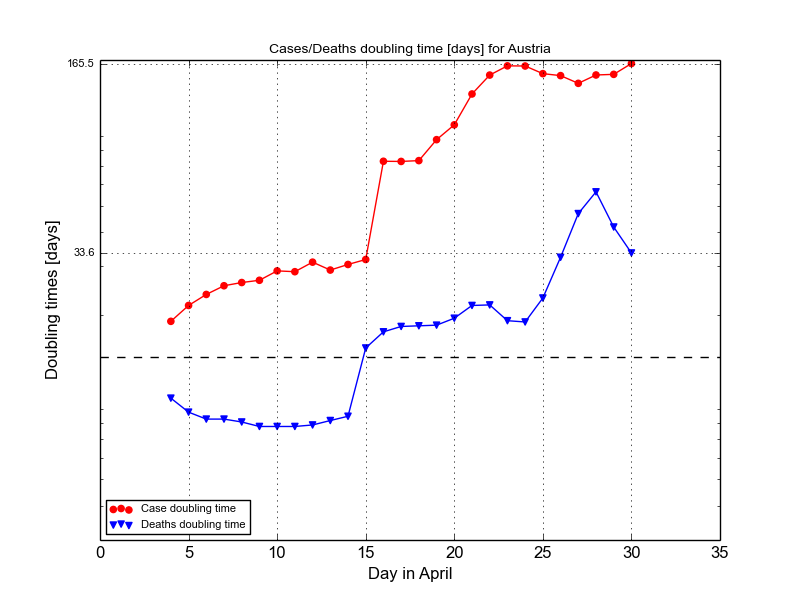 Cases/Deaths doubling time [days] for Austria
165.5
33.6
Doubling times [days]
Case doubling time
Deaths doubling time
0 5 10 15 20 25 30 35
Day in April